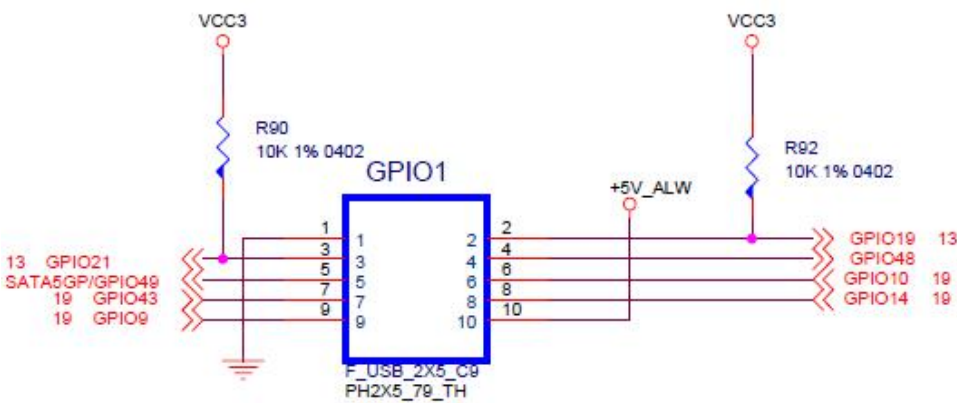 VCC3
VCC3
R90
10K 1% 0402
R92
10K 1% 0402
GPIO1
+5V_ALW
1 1 2 2
13 GPIO21 3 3 4 4 GPIO19 13
SATA5GP/GPIO49 5 5 6 6 GPIO48
19 GPIO43 7 7 8 8 GPIO10 19
19 GPIO9 9 9 10 10 GPIO14 19
F_USB_2X5_C9
PH2X5_79_TH